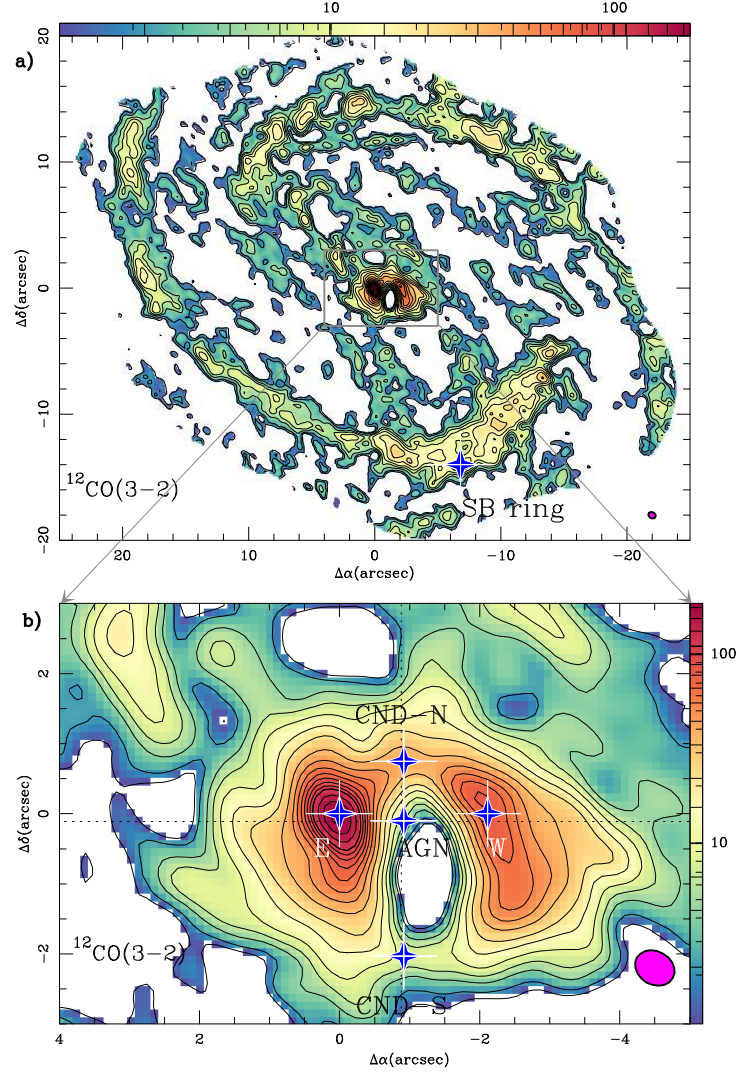 10 100
a)
20
10
0
-10
-20
Δδ(arcsec)
¹²CO(3−2)
SB ring
20 10 0 -10 -20
Δα(arcsec)
b)
2
0
-2
Δδ(arcsec)
CND−N
E AGN W
¹²CO(3−2)
CND−S
100
10
4 2 0 -2 -4
Δα(arcsec)